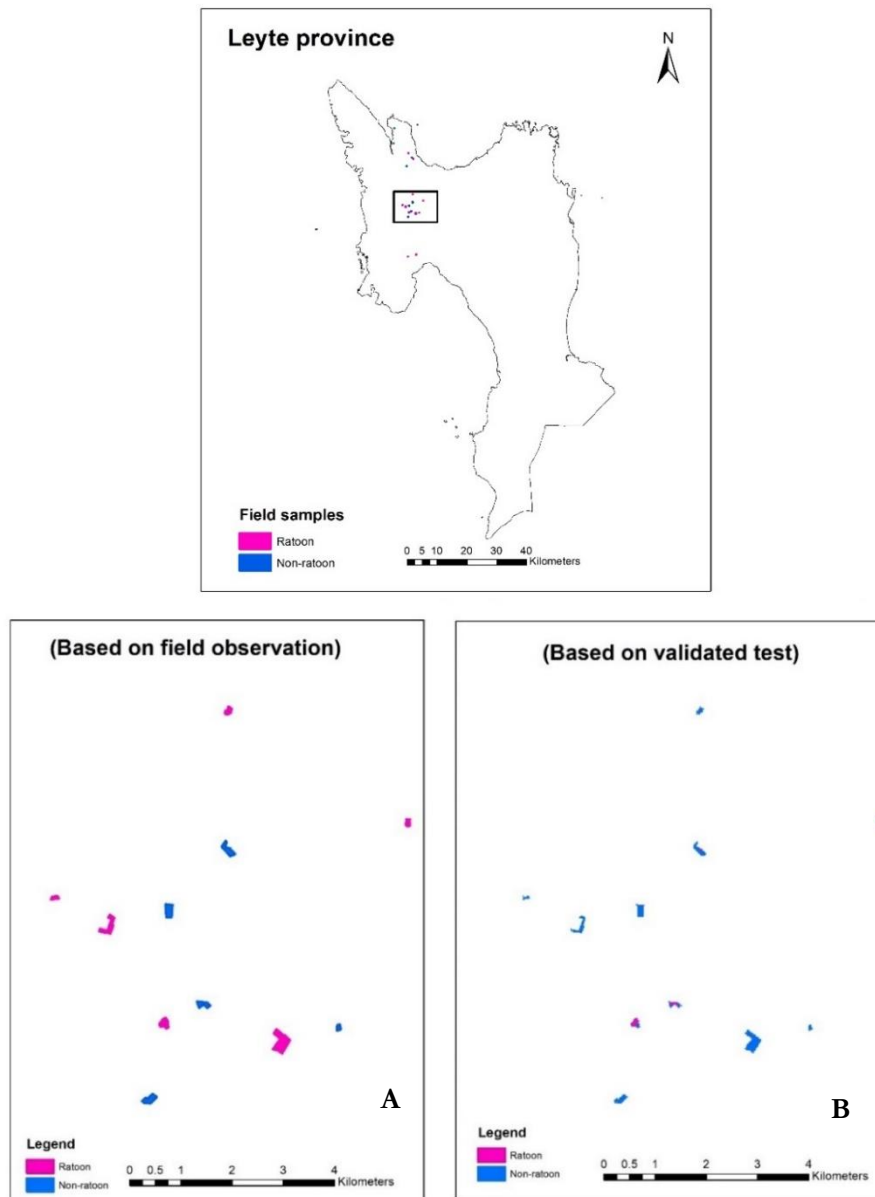 Leyte province
N
Field samples
Ratoon
Non-ratoon
0 5 10 20 30 40
Kilometers
(Based on field observation)
A
Legend
Ratoon
Non-ratoon
0 0.5 1 2 3 4
Kilometers
(Based on validated test)
B
Legend
Ratoon
Non-ratoon
0 0.5 1 2 3 4
Kilometers